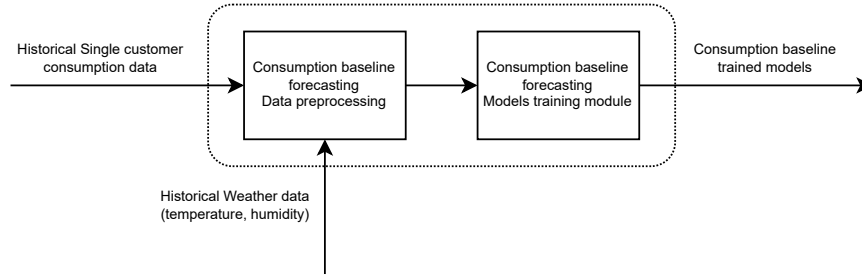 Historical Single customer
consumption data
Consumption baseline
forecasting
Data preprocessing
Consumption baseline
forecasting
Models training module
Consumption baseline
trained models
Historical Weather data
(temperature, humidity)